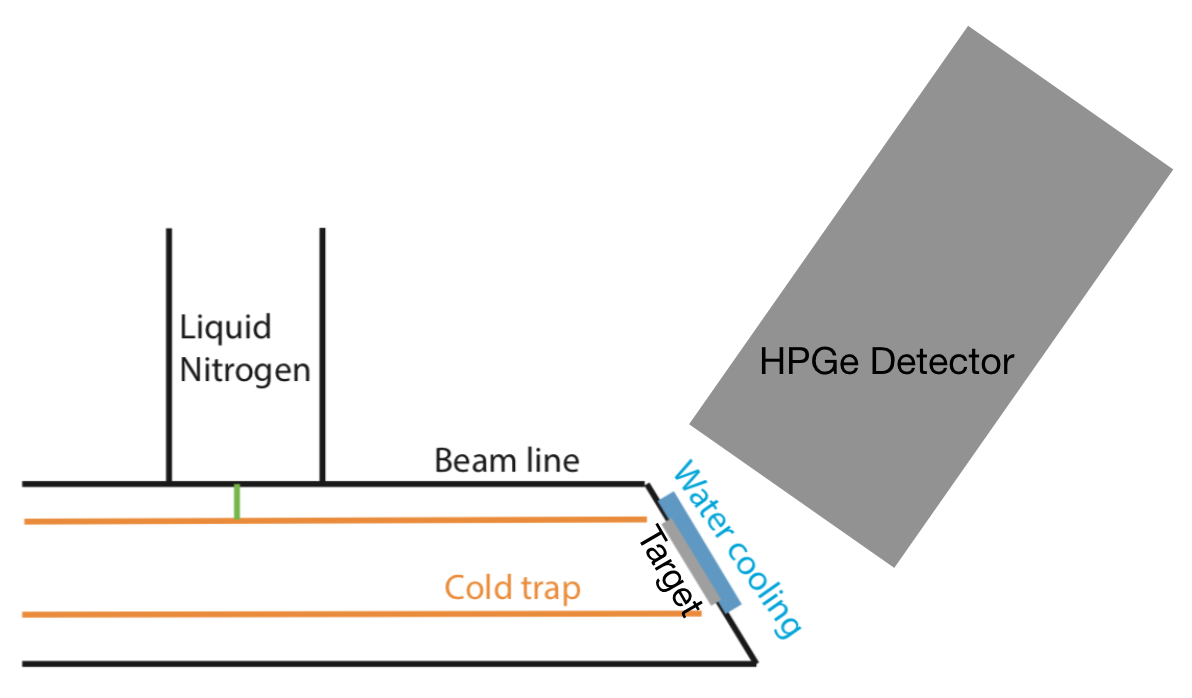 Liquid
Nitrogen
HPGe Detector
Beam line
Water cooling
Target
Cold trap